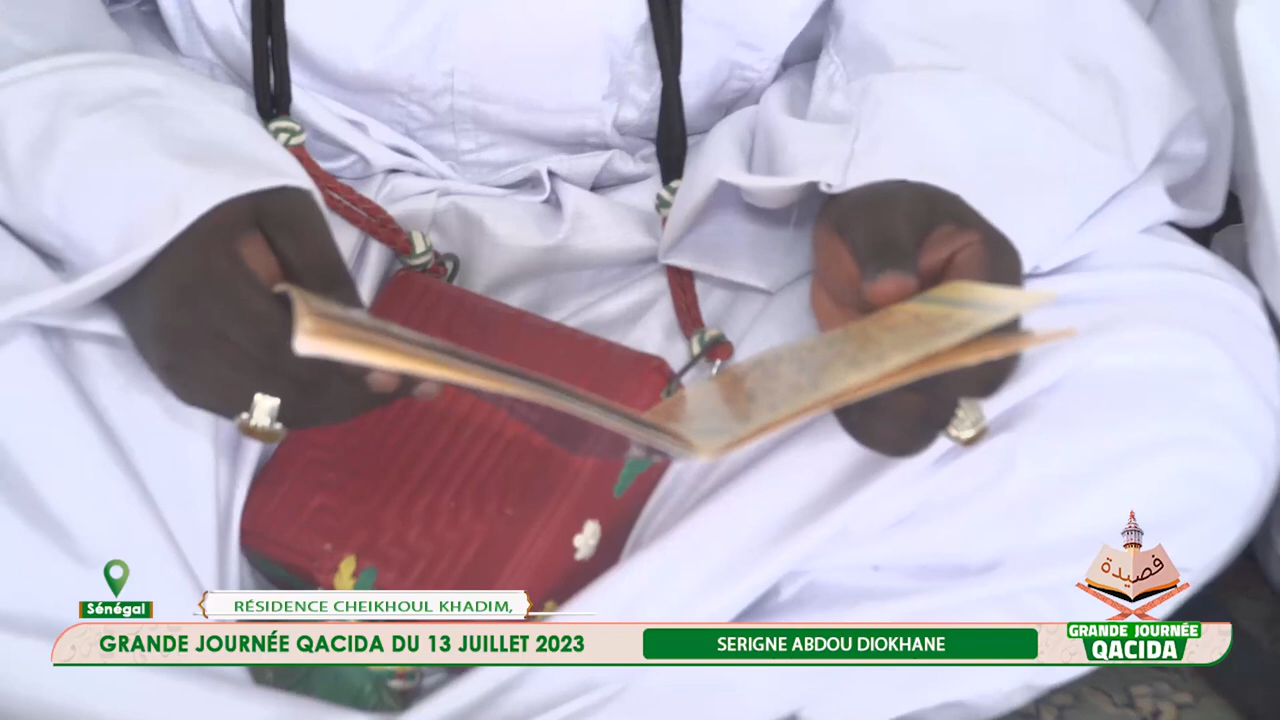 Sénégal
RÉSIDENCE CHEIKHOUL KHADIM,
GRANDE JOURNÉE QACIDA DU 13 JUILLET 2023
SERIGNE ABDOU DIOKHANE
قصيدة
GRANDE JOURNÉE
QACIDA